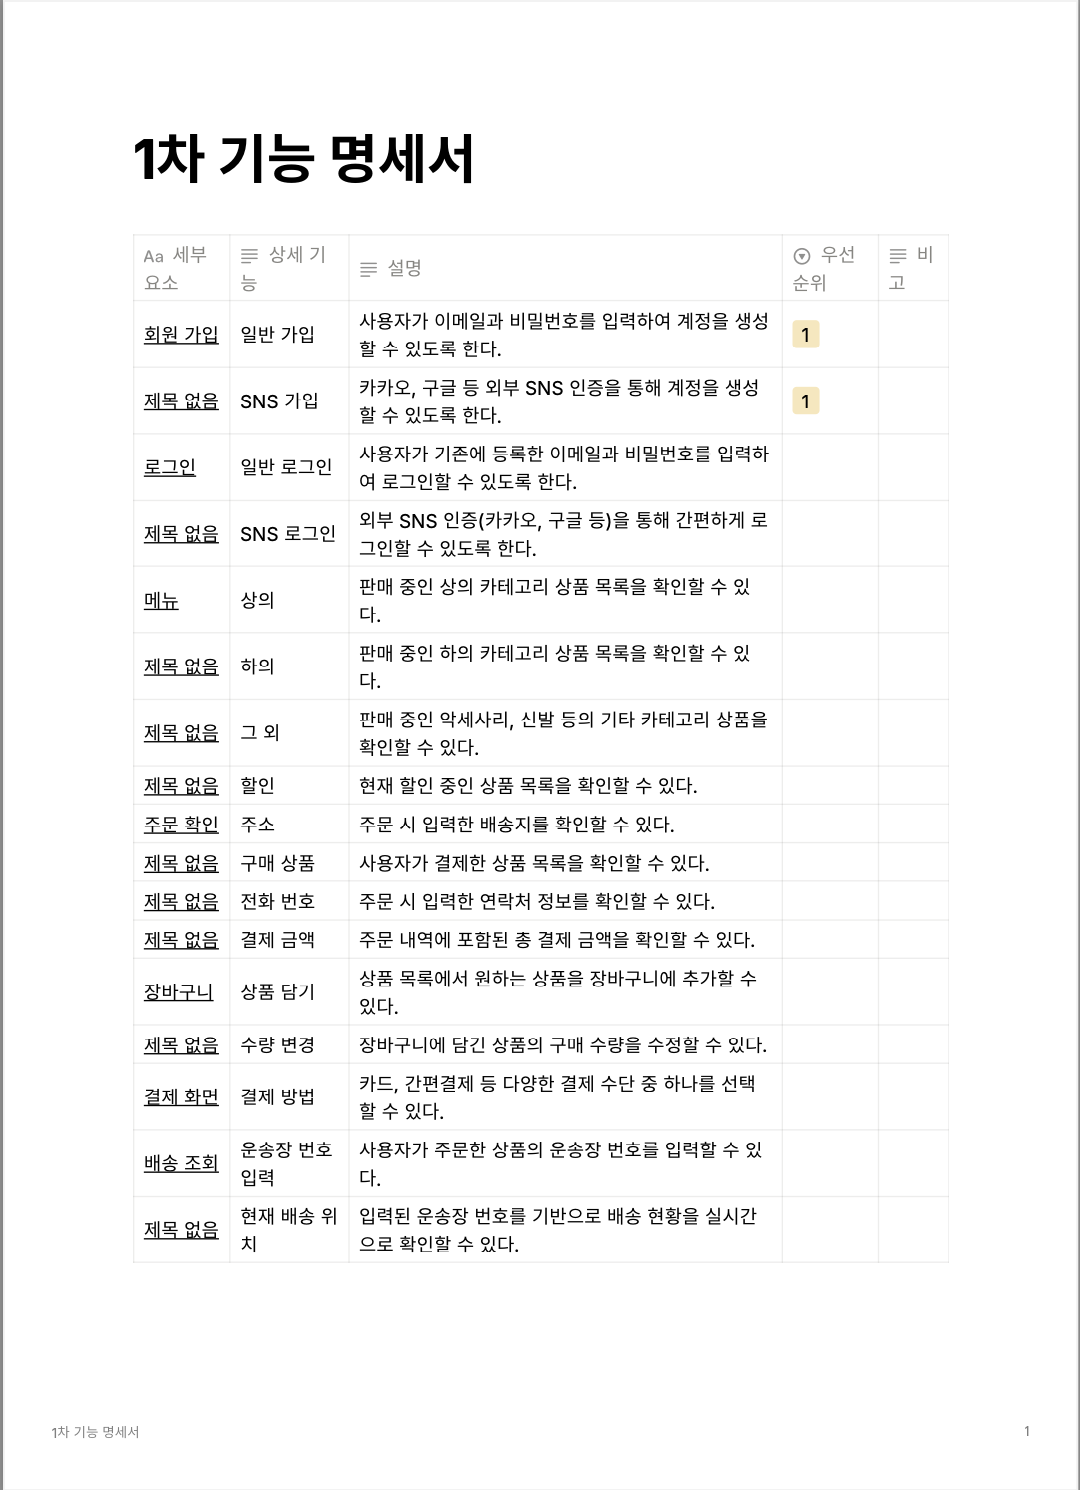 1차 기능 명세서
Aa 세부 요소 상세 기능 설명 우선순위 비고
회원 가입 일반 가입 사용자가 이메일과 비밀번호를 입력하여 계정을 생성
할 수 있도록 한다. 1
제목 없음 SNS 가입 카카오, 구글 등 외부 SNS 인증을 통해 계정을 생성
할 수 있도록 한다. 1
로그인 일반 로그인 사용자가 기존에 등록한 이메일과 비밀번호를 입력하
여 로그인할 수 있도록 한다.
제목 없음 SNS 로그인 외부 SNS 인증(카카오, 구글 등)을 통해 간편하게 로
그인할 수 있도록 한다.
메뉴 상의 판매 중인 상의 카테고리 상품 목록을 확인할 수 있
다.
제목 없음 하의 판매 중인 하의 카테고리 상품 목록을 확인할 수 있
다.
제목 없음 그 외 판매 중인 악세사리, 신발 등의 기타 카테고리 상품을
확인할 수 있다.
제목 없음 할인 현재 할인 중인 상품 목록을 확인할 수 있다.
주문 확인 주소 주문 시 입력한 배송지를 확인할 수 있다.
제목 없음 구매 상품 사용자가 결제한 상품 목록을 확인할 수 있다.
제목 없음 전화 번호 주문 시 입력한 연락처 정보를 확인할 수 있다.
제목 없음 결제 금액 주문 내역에 포함된 총 결제 금액을 확인할 수 있다.
장바구니 상품 담기 상품 목록에서 원하는 상품을 장바구니에 추가할 수
있다.
제목 없음 수량 변경 장바구니에 담긴 상품의 구매 수량을 수정할 수 있다.
결제 화면 결제 방법 카드, 간편결제 등 다양한 결제 수단 중 하나를 선택
할 수 있다.
배송 조회 운송장 번호 입력 사용자가 주문한 상품의 운송장 번호를 입력할 수 있
다.
제목 없음 현재 배송 위치 입력된 운송장 번호를 기반으로 배송 현황을 실시간
으로 확인할 수 있다.
1차 기능 명세서 1